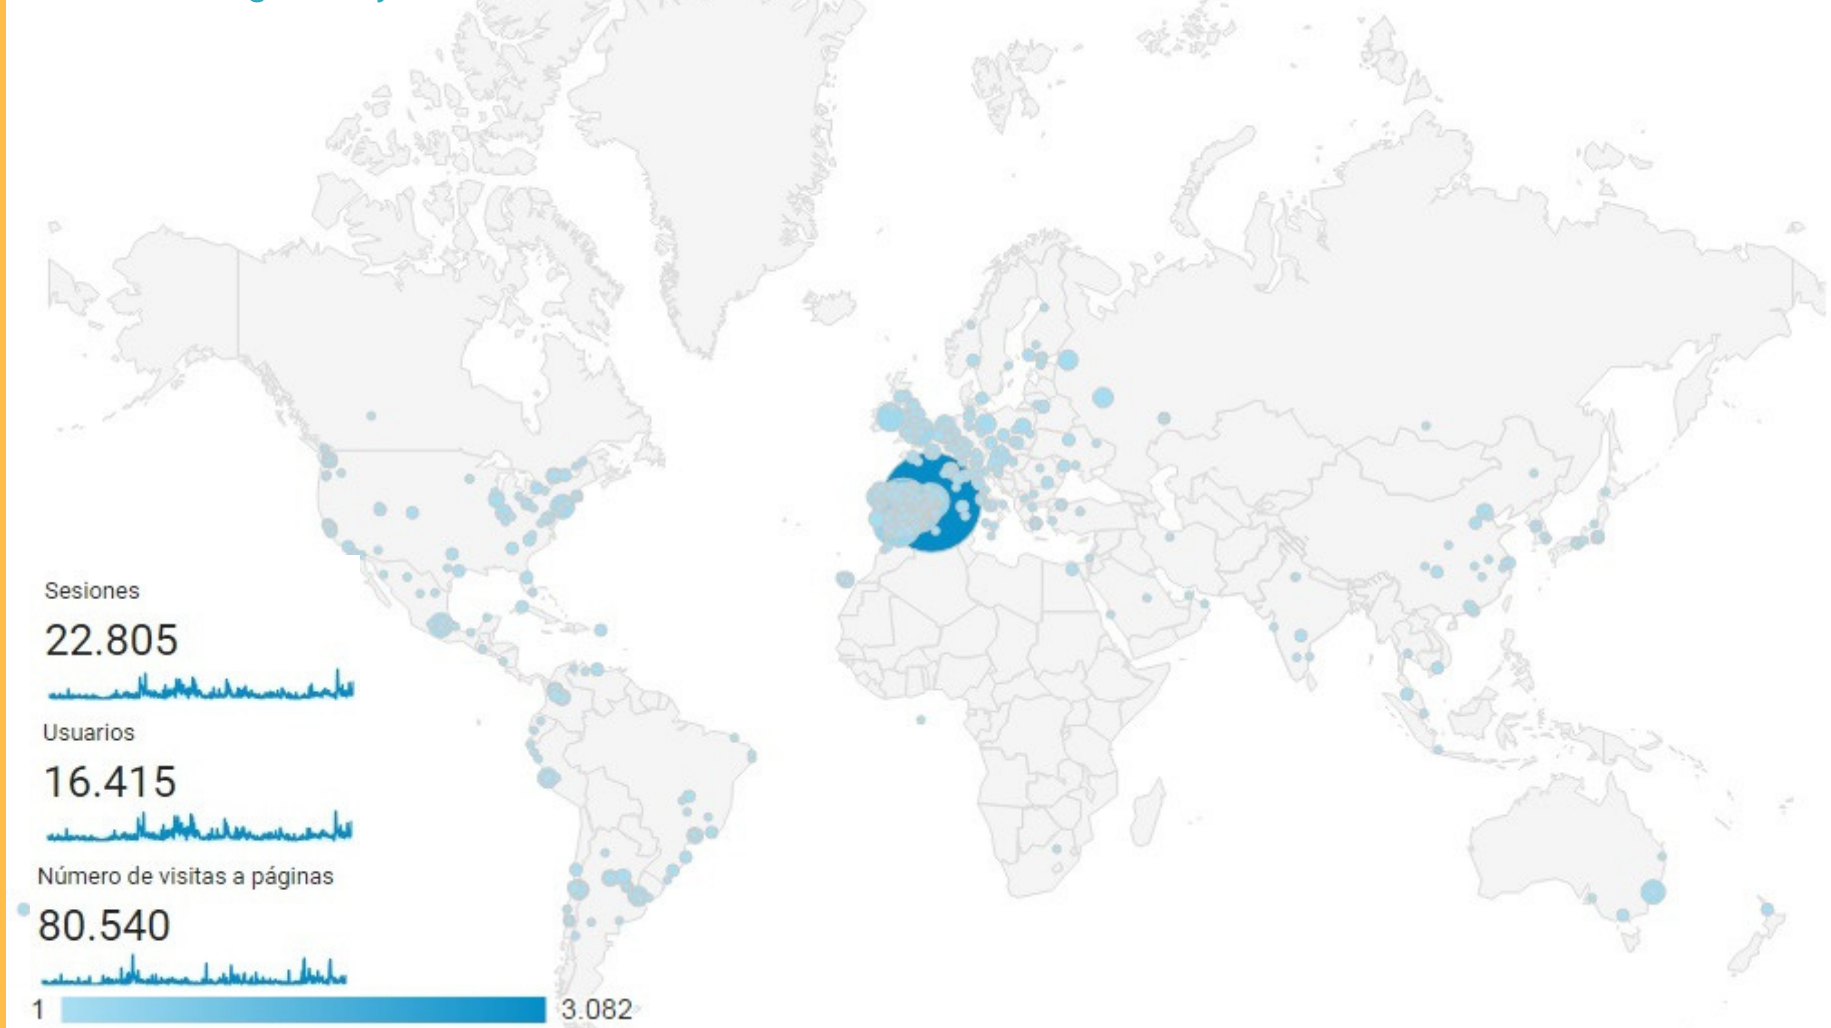 Sesiones
22.805
Usuarios
16.415
Número de visitas a páginas
80.540
1 3.082